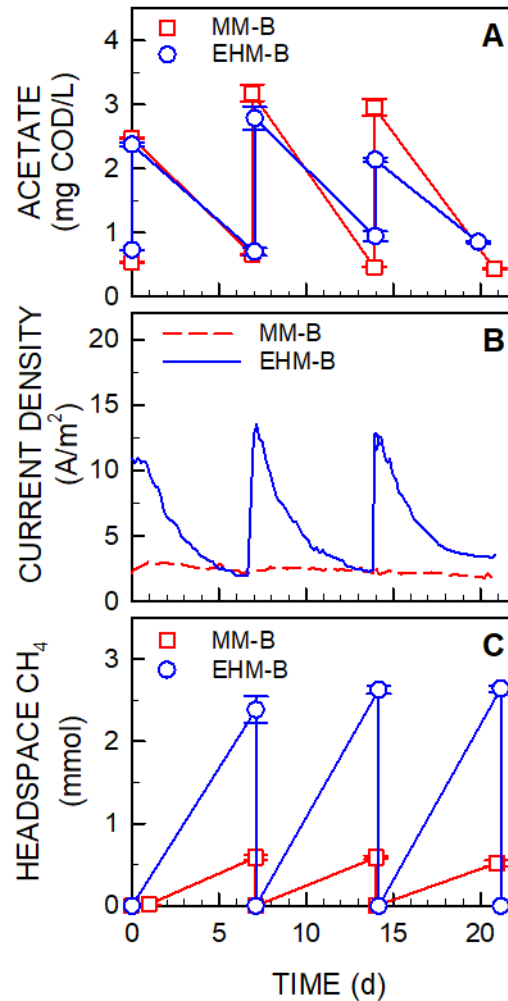 MM-B
EHM-B
A
ACETATE
(mg COD/L)
4
3
2
1
0
MM-B
EHM-B
B
CURRENT DENSITY
(A/m²)
20
15
10
5
0
MM-B
EHM-B
C
HEADSPACE CH₄
(mmol)
3
2
1
0
0 5 10 15 20
TIME (d)